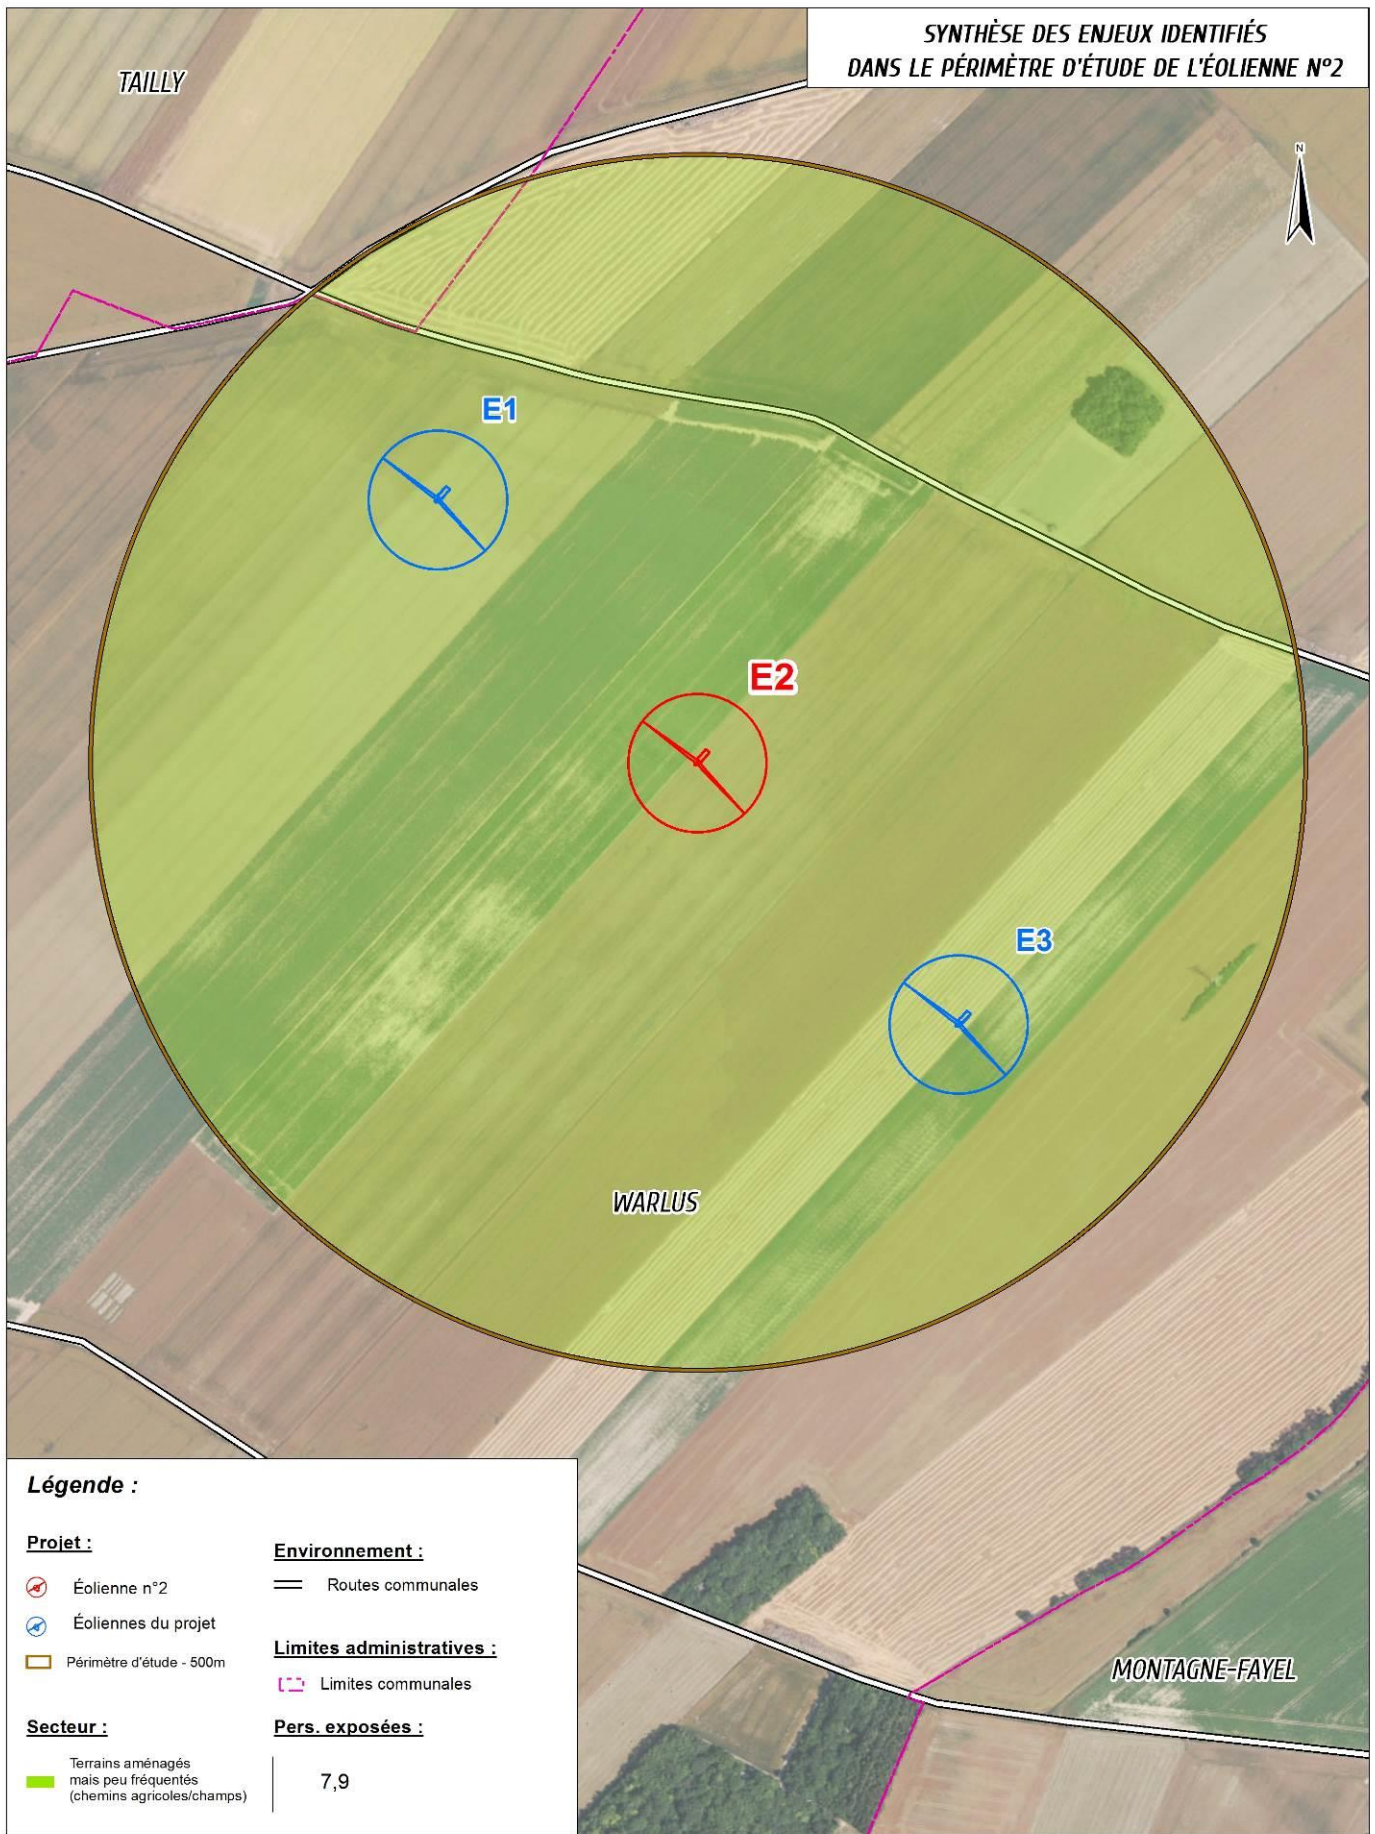 SYNTHÈSE DES ENJEUX IDENTIFIÉS
DANS LE PÉRIMÈTRE D'ÉTUDE DE L'ÉOLIENNE N°2
TAILLY
N
E1
E2
E3
WARLUS
MONTAGNE-FAYEL
Légende :
Projet :
Éolienne n°2
Éoliennes du projet
Périmètre d'étude - 500m
Environnement :
Routes communales
Limites administratives :
Limites communales
Secteur :
Terrains aménagés
mais peu fréquentés
(chemins agricoles/champs)
Pers. exposées :
7,9